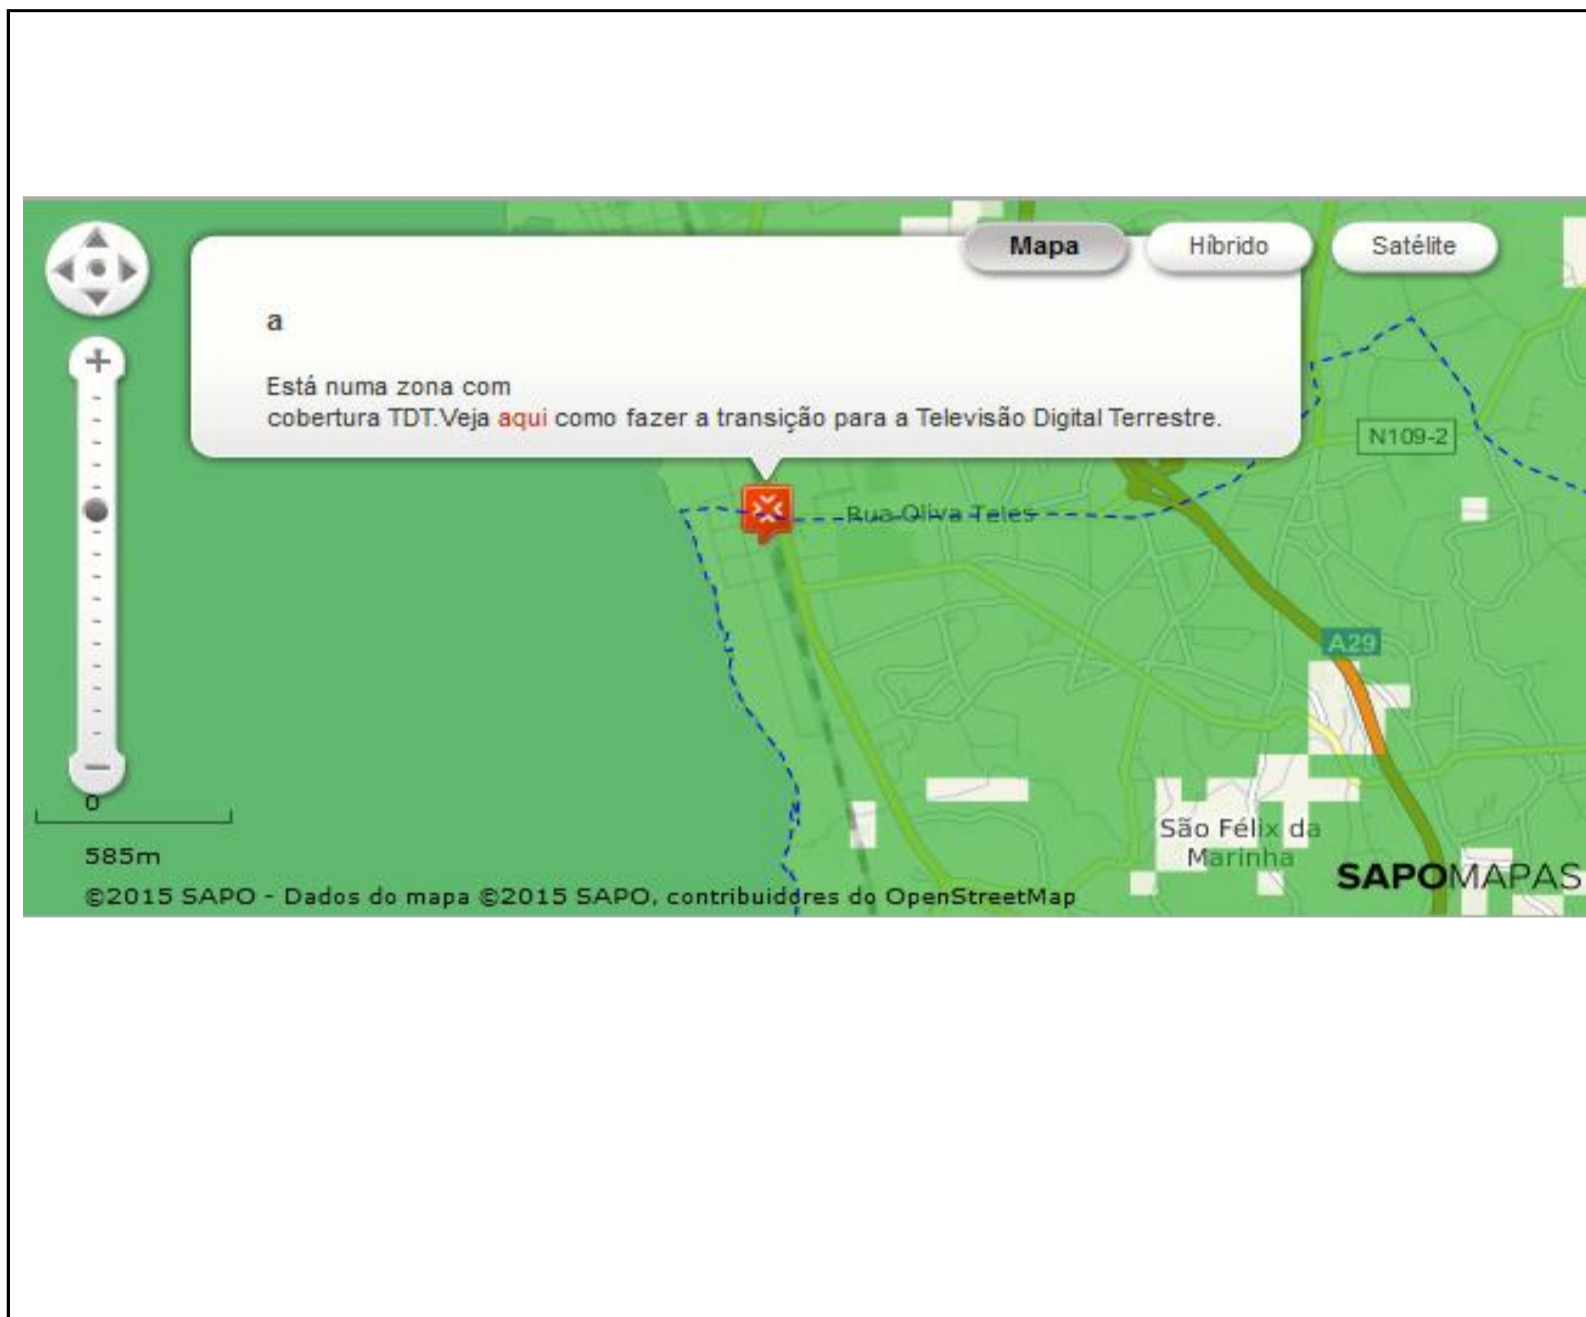 Mapa
Híbrido
Satélite
a
Está numa zona com
cobertura TDT.Veja aqui como fazer a transição para a Televisão Digital Terrestre.
N109-2
Rua Oliva Teles
A29
São Félix da
Marinha
0
585m
SAPOMAPAS
©2015 SAPO - Dados do mapa ©2015 SAPO, contribuidores do OpenStreetMap